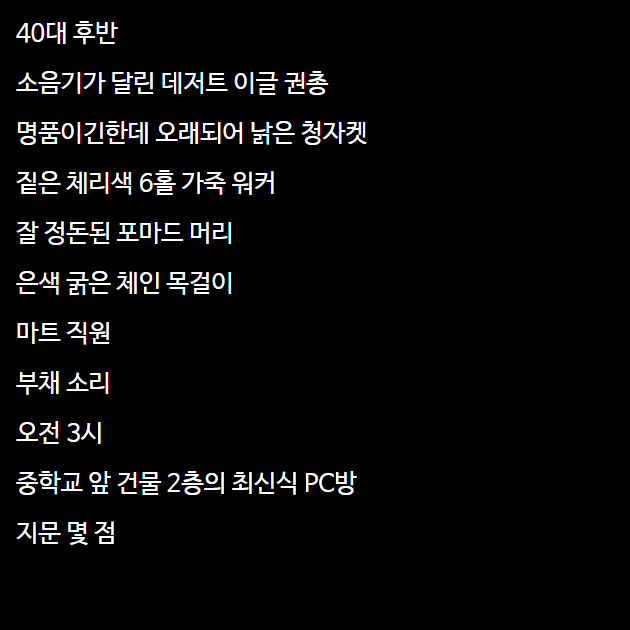 40대 후반
소음기가 달린 데저트 이글 권총
명품이긴한데 오래되어 낡은 청자켓
짙은 체리색 6홀 가죽 워커
잘 정돈된 포마드 머리
은색 굵은 체인 목걸이
마트 직원
부채 소리
오전 3시
중학교 앞 건물 2층의 최신식 PC방
지문 몇 점